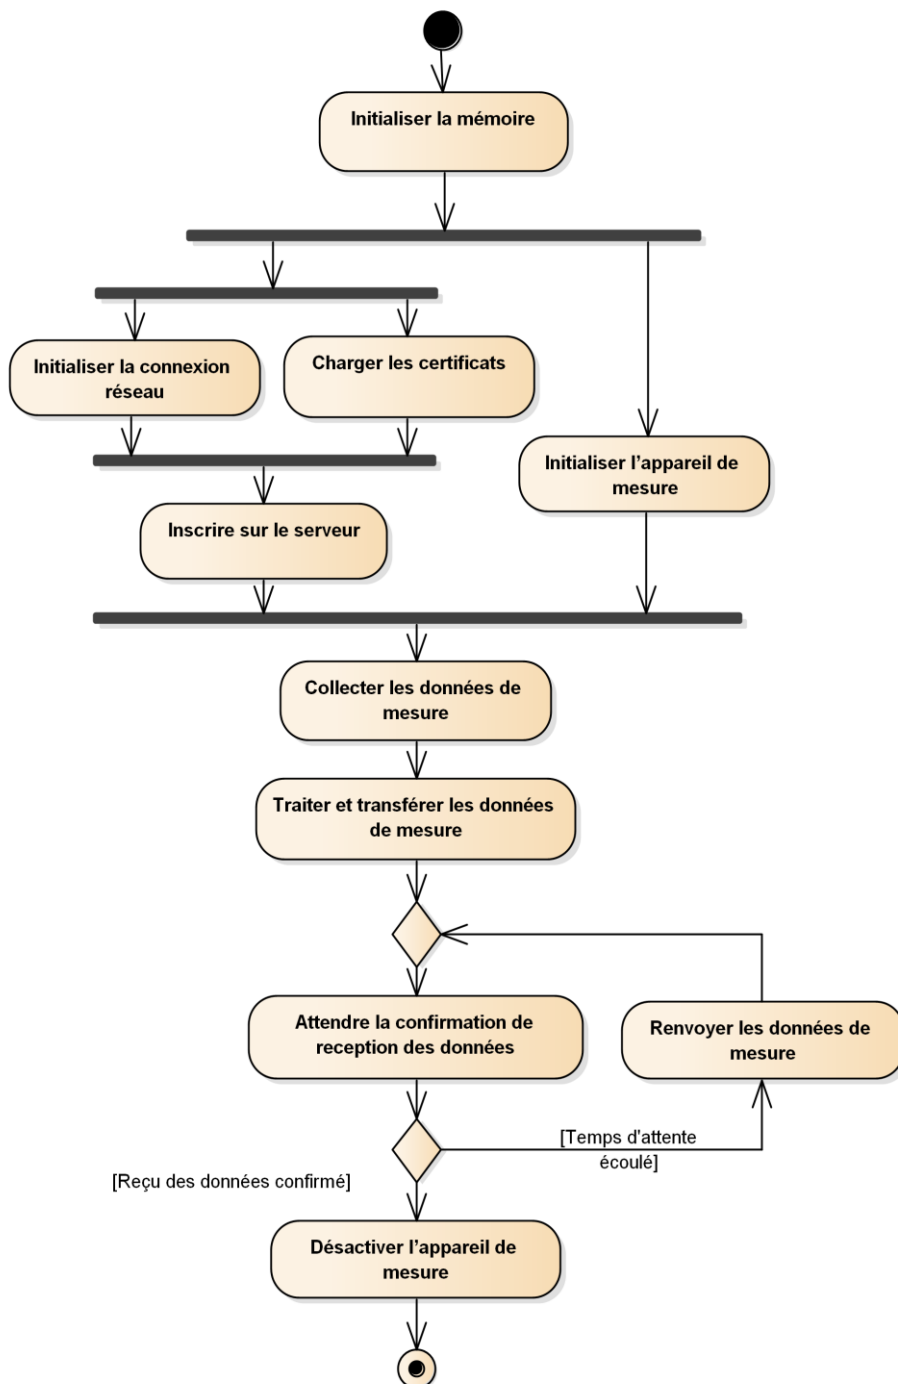 Initialiser la mémoire
Initialiser la connexion
réseau
Charger les certificats
Initialiser l'appareil de
mesure
Inscrire sur le serveur
Collecter les données de
mesure
Traiter et transférer les données
de mesure
Attendre la confirmation de
reception des données
Renvoyer les données de
mesure
[Temps d'attente
écoulé]
[Reçu des données confirmé]
Désactiver l'appareil de
mesure